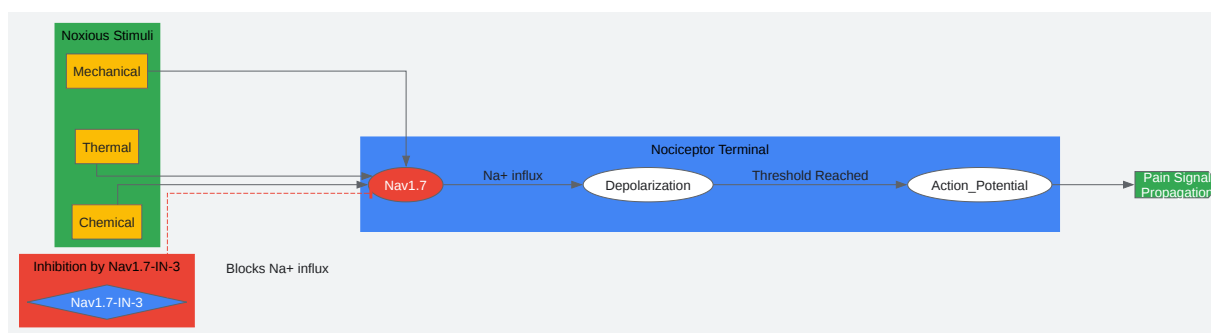 Noxious Stimuli
Mechanical
Thermal
Chemical
Nociceptor Terminal
Nav1.7
Na+ influx
Depolarization
Threshold Reached
Action_Potential
Pain Signal
Propagation
Inhibition by Nav1.7-IN-3
Nav1.7-IN-3
Blocks Na+ influx